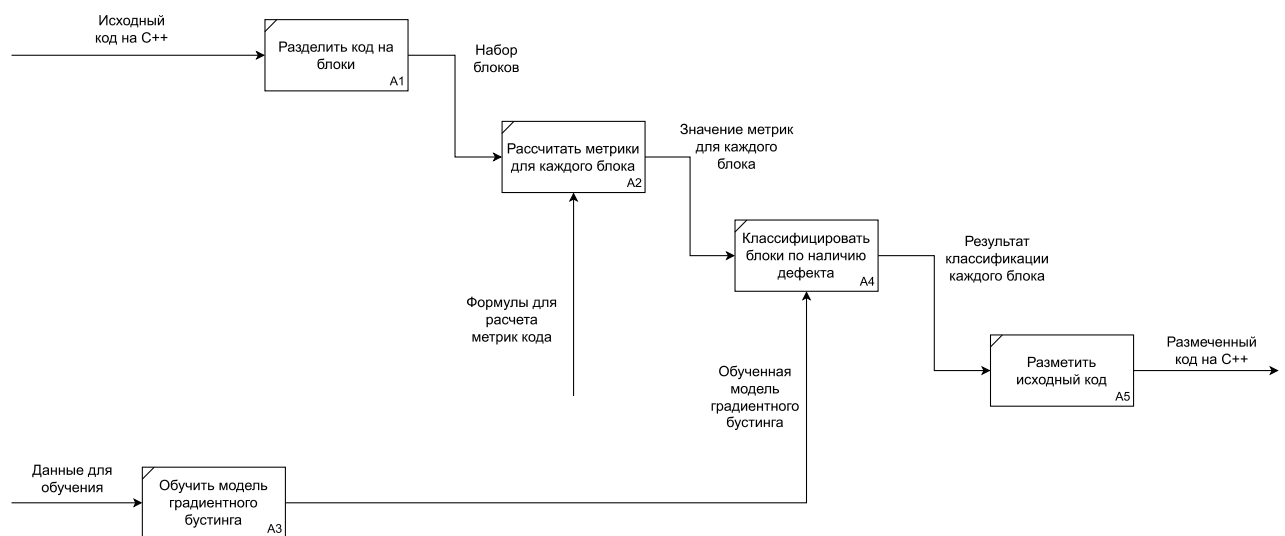 Исходный
код на C++
Разделить код на
блоки
A1
Набор
блоков
Рассчитать метрики
для каждого блока
A2
Значение метрик
для каждого
блока
Классифицировать
блоки по наличию
дефекта
A4
Результат
классификации
каждого блока
Формулы для
расчета
метрик кода
Разметить
исходный код
A5
Размеченный
код на C++
Обученная
модель
градиентного
бустинга
Данные для
обучения
Обучить модель
градиентного
бустинга
A3